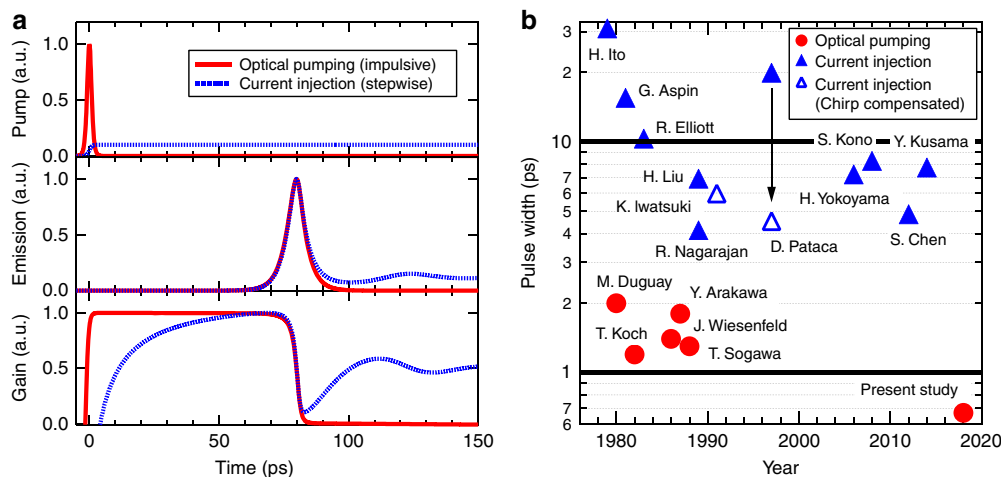 a
Pump (a.u.)
1.0
0.5
0.0
Optical pumping (impulsive)
Current injection (stepwise)
Emission (a.u.)
1.0
0.5
0.0
Gain (a.u.)
1.0
0.5
0.0
0
50
100
150
Time (ps)
b
Pulse width (ps)
3
2
10
7
6
5
4
3
2
1
7
6
Optical pumping
Current injection
Current injection
(Chirp compensated)
H. Ito
G. Aspin
R. Elliott
S. Kono
Y. Kusama
H. Liu
K. Iwatsuki
H. Yokoyama
R. Nagarajan
D. Pataca
S. Chen
M. Duguay
Y. Arakawa
T. Koch
J. Wiesenfeld
T. Sogawa
Present study
1980
1990
2000
2010
2020
Year